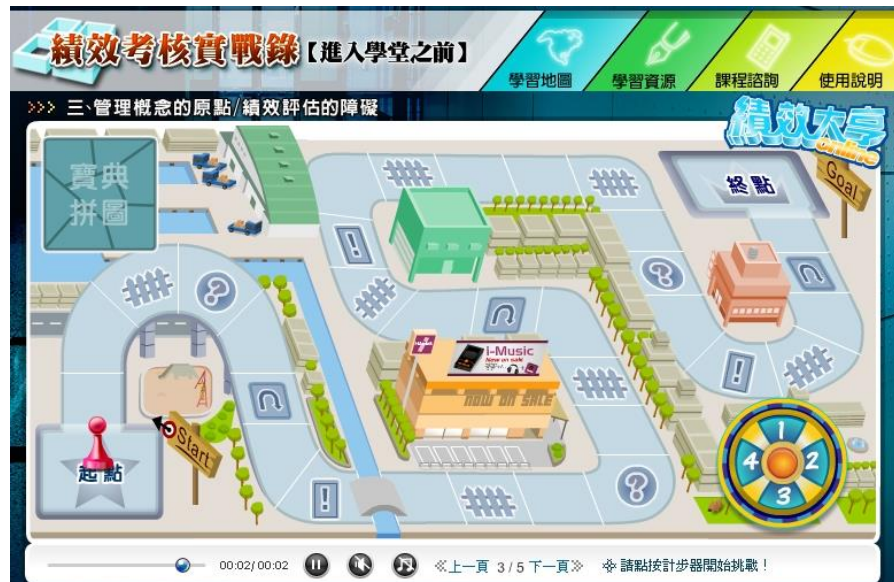 績效考核實戰錄【進入學堂之前】
學習地圖
學習資源
課程諮詢
使用說明
>>> 三、管理概念的原點/績效評估的障礙
績效大亨
online
寶典
拼圖
終點
Goal
i-Music
Now on sale
NOW ON SALE
Start
起點
1
4 2
3
00:02/00:02
《上一頁 3/5 下一頁》
請點按計步器開始挑戰！